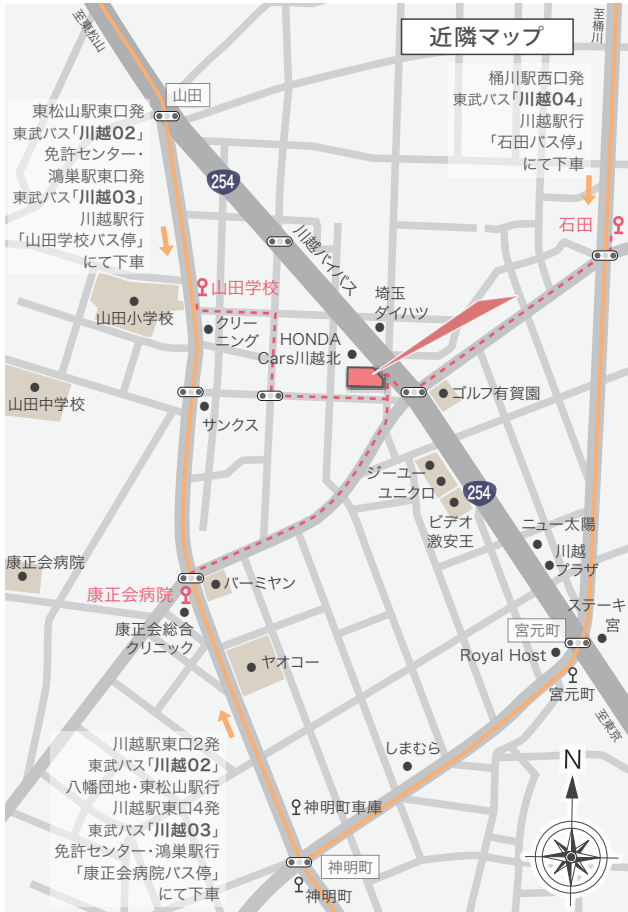 近隣マップ
至東松山
至桶川
山田
東松山駅東口発
東武バス「川越02」
免許センター・
鴻巣駅東口発
東武バス「川越03」
川越駅行
「山田学校バス停」
にて下車
桶川駅西口発
東武バス「川越04」
川越駅行
「石田バス停」
にて下車
254
川越バイパス
石田
山田学校
山田小学校
クリー
ニング
埼玉
ダイハツ
HONDA
Cars川越北
山田中学校
サンクス
ゴルフ有賀園
ジーユー
ユニクロ
254
ビデオ
激安王
ニュー太陽
川越
プラザ
康正会病院
康正会病院
バーミヤン
康正会総合
クリニック
ステーキ
宮
宮元町
Royal Host
宮元町
至東京
ヤオコー
川越駅東口2発
東武バス「川越02」
八幡団地・東松山駅行
川越駅東口4発
東武バス「川越03」
免許センター・鴻巣駅行
「康正会病院バス停」
にて下車
しまむら
神明町車庫
神明町
神明町
N